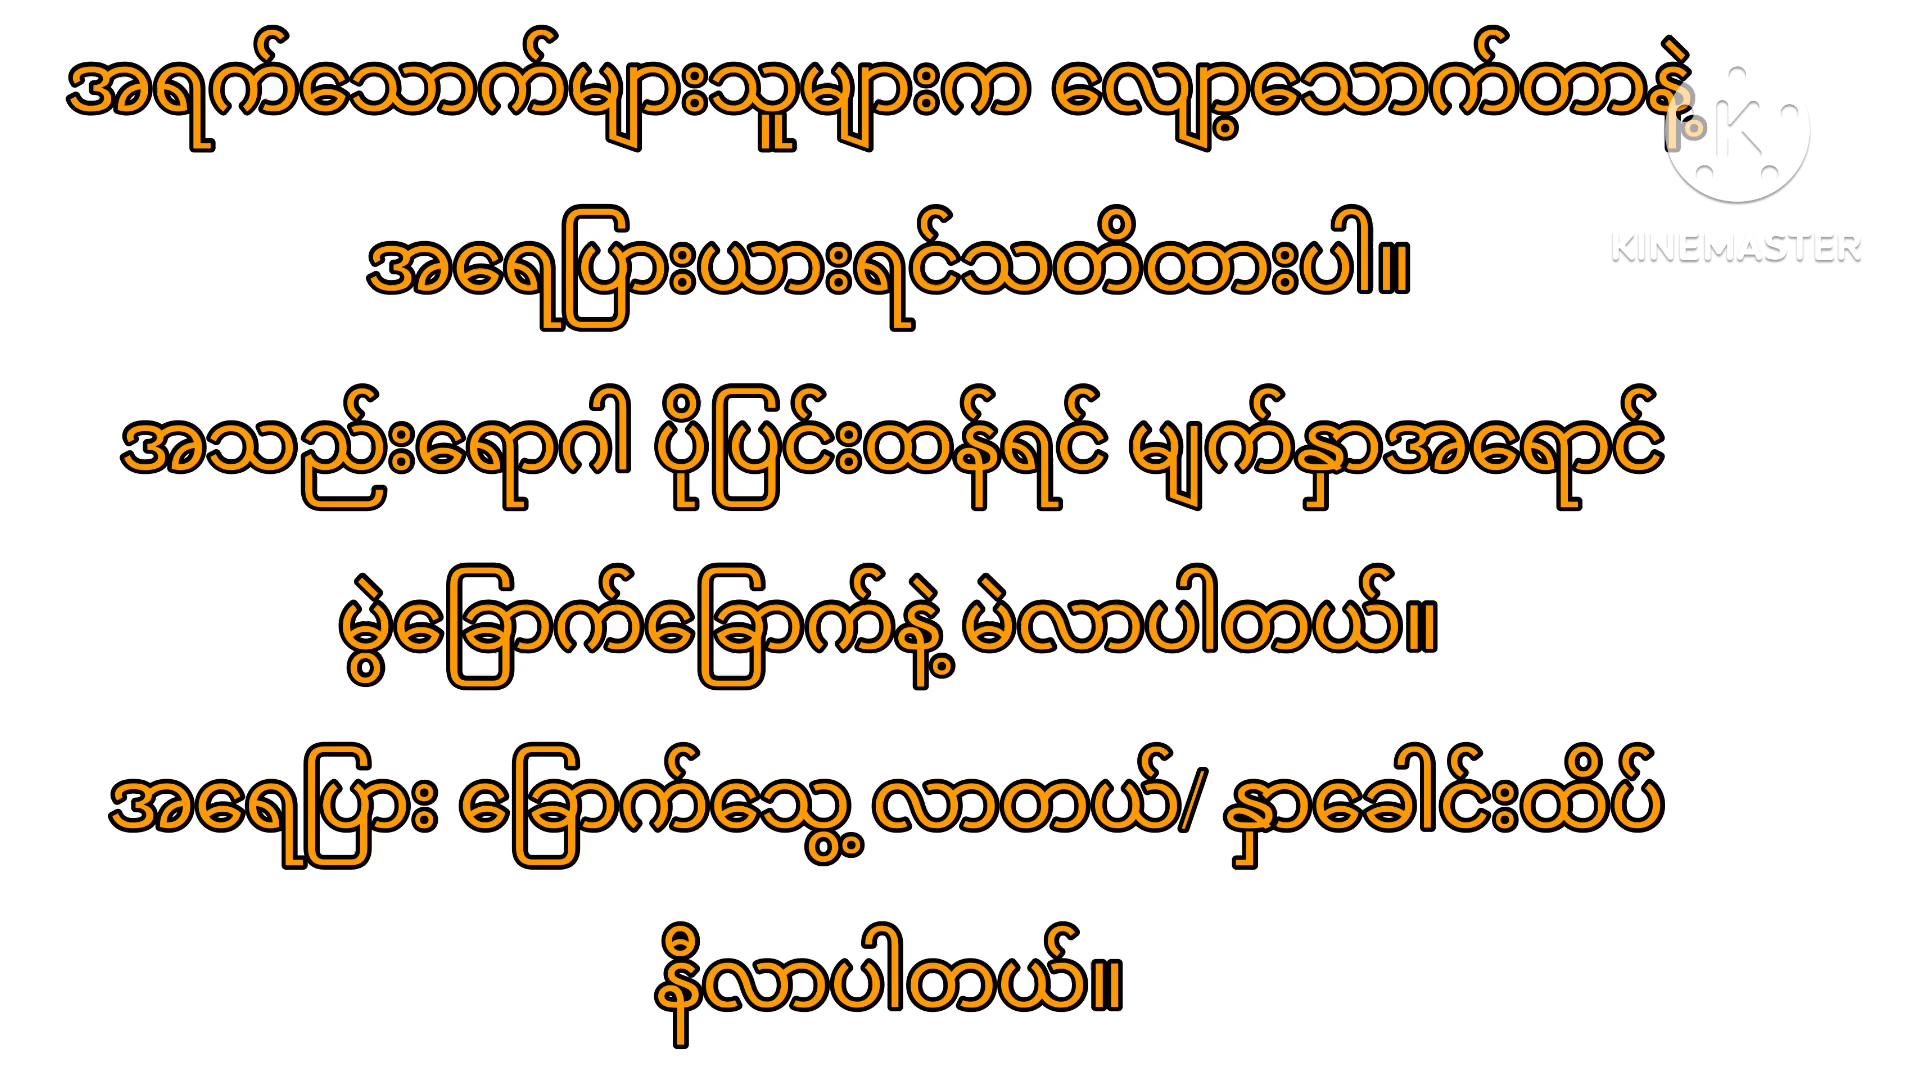 အရက်သောက်များသူများက လျော့သောက်တာနဲ့
KINEMASTER
အရေပြားယားရင်သတိထားပါ။
အသည်းရောဂါ ပိုပြင်းထန်ရင် မျက်နှာအရောင်
မွဲခြောက်ခြောက်နဲ့ မဲလာပါတယ်။
အရေပြား ခြောက်သွေ့ လာတယ်/ နှာခေါင်းထိပ်
နီလာပါတယ်။